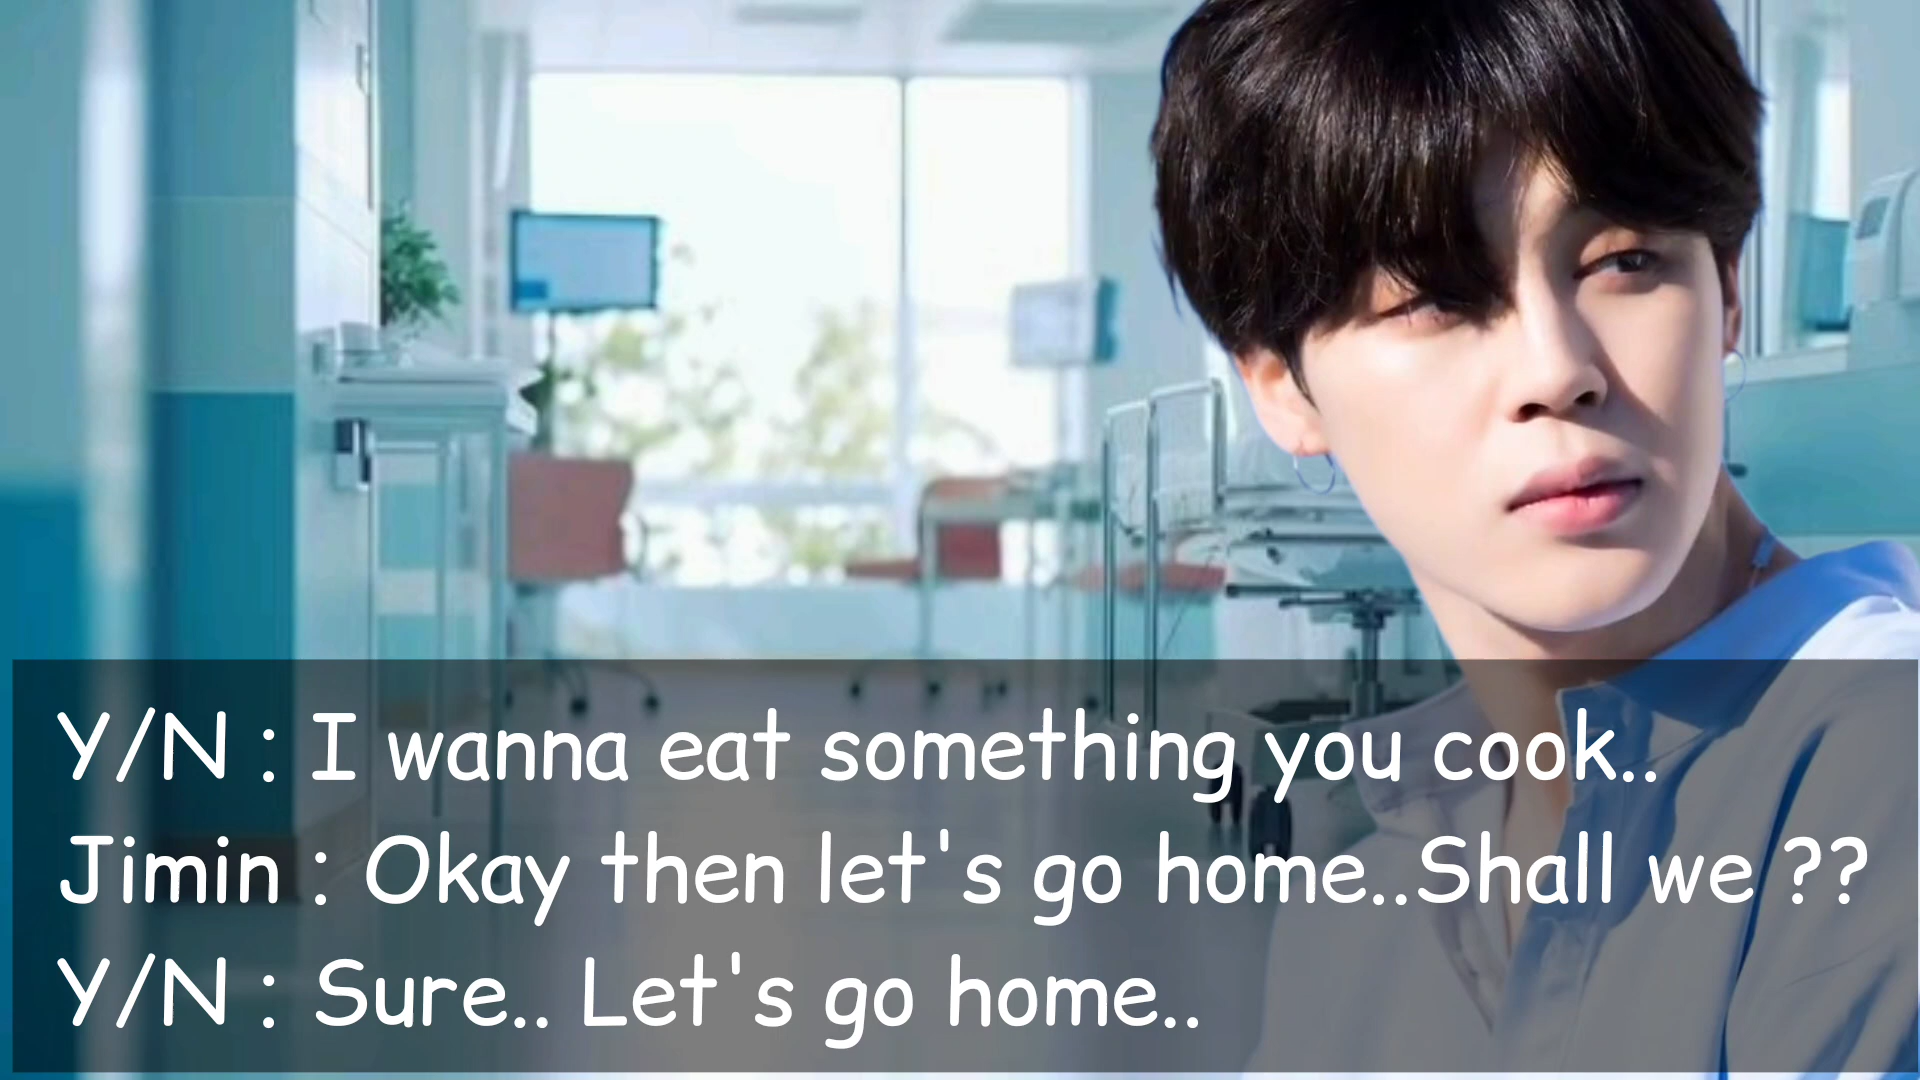 Y/N : I wanna eat something you cook..
Jimin : Okay then let's go home..Shall we ??
Y/N : Sure.. Let's go home..